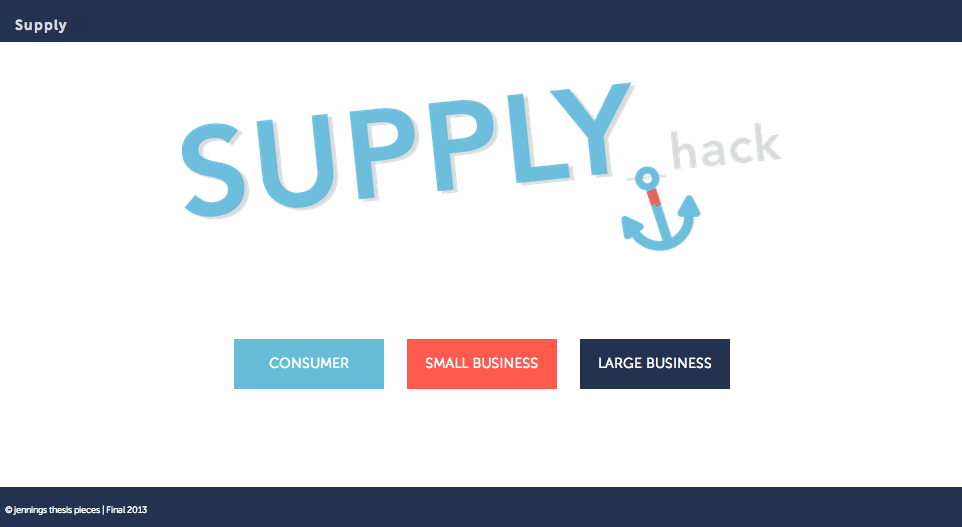 Supply
SUPPLY
hack
CONSUMER
SMALL BUSINESS
LARGE BUSINESS
© jennings thesis pieces | Final 2013